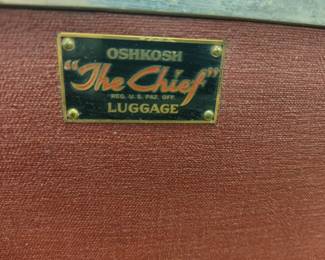 OSHKOSH
"The Chief"
REG. U.S. PAT. OFF.
LUGGAGE